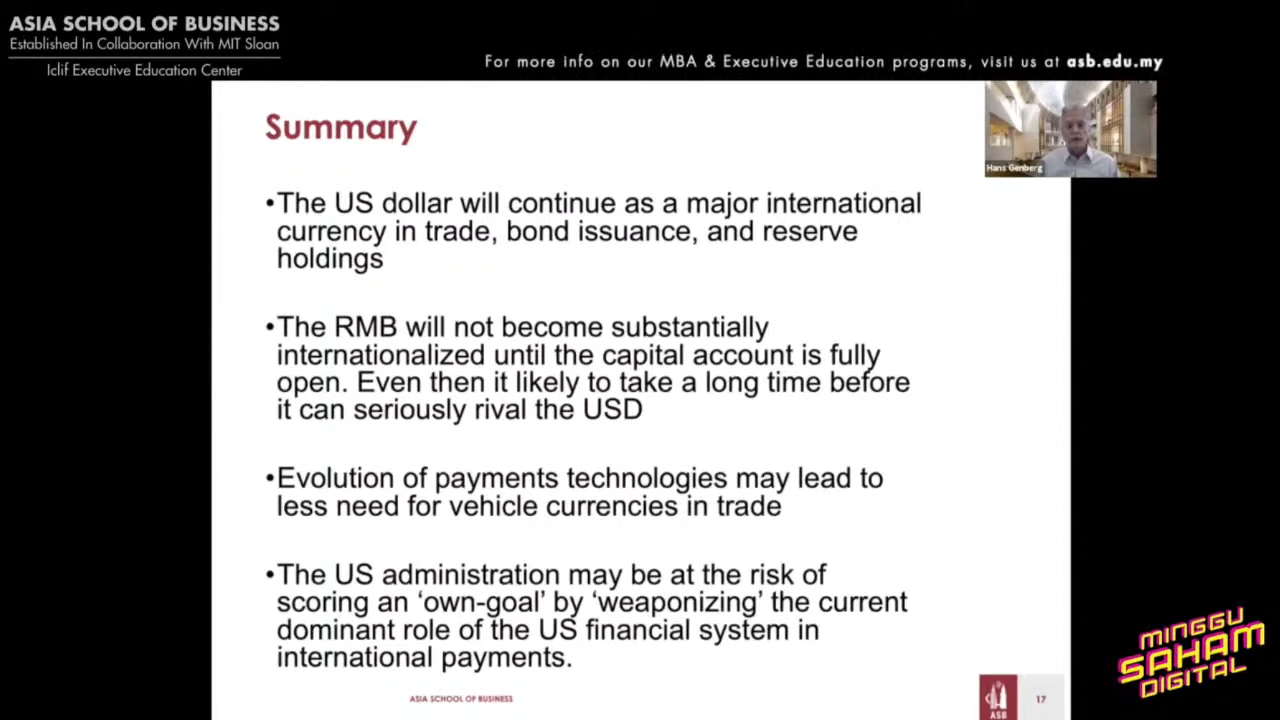 ASIA SCHOOL OF BUSINESS
Established In Collaboration With MIT Sloan
Iclif Executive Education Center
For more info on our MBA & Executive Education programs, visit us at asb.edu.my
Hans Genberg
Summary
•The US dollar will continue as a major international
currency in trade, bond issuance, and reserve
holdings
•The RMB will not become substantially
internationalized until the capital account is fully
open. Even then it likely to take a long time before
it can seriously rival the USD
•Evolution of payments technologies may lead to
less need for vehicle currencies in trade
•The US administration may be at the risk of
scoring an ‘own-goal’ by ‘weaponizing’ the current
dominant role of the US financial system in
international payments.
ASIA SCHOOL OF BUSINESS
ASB
17
MINGGU
SAHAM
DIGITAL